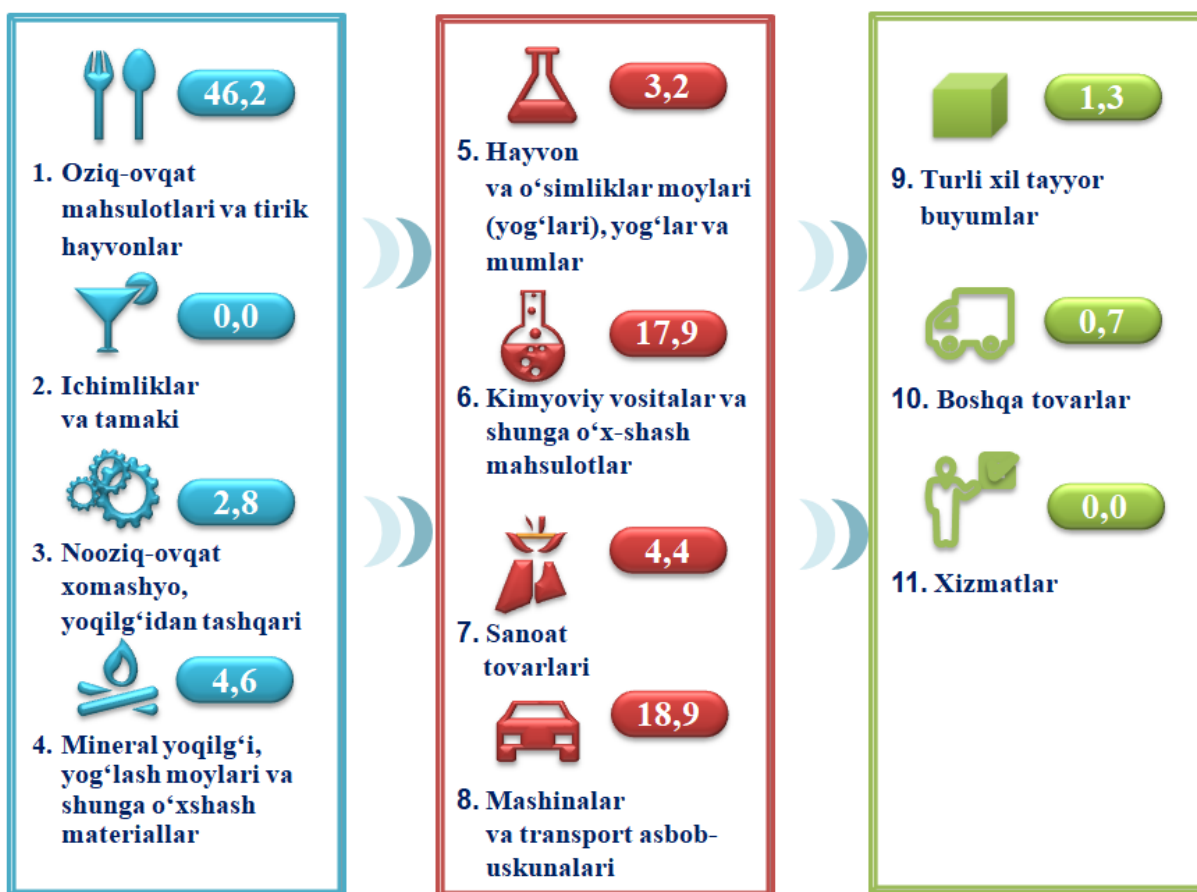 46,2
1. Oziq-ovqat
mahsulotlari va tirik
hayvonlar
0,0
2. Ichimliklar
va tamaki
2,8
3. Nooziq-ovqat
xomashyo,
yoqilg‘idan tashqari
4,6
4. Mineral yoqilg‘i,
yog‘lash moylari va
shunga o‘xshash
materiallar
3,2
5. Hayvon
va o‘simliklar moylari
(yog‘lari), yog‘lar va
mumlar
17,9
6. Kimyoviy vositalar va
shunga o‘x-shash
mahsulotlar
4,4
7. Sanoat
tovarlari
18,9
8. Mashinalar
va transport asbob-
uskunalari
1,3
9. Turli xil tayyor
buyumlar
0,7
10. Boshqa tovarlar
0,0
11. Xizmatlar